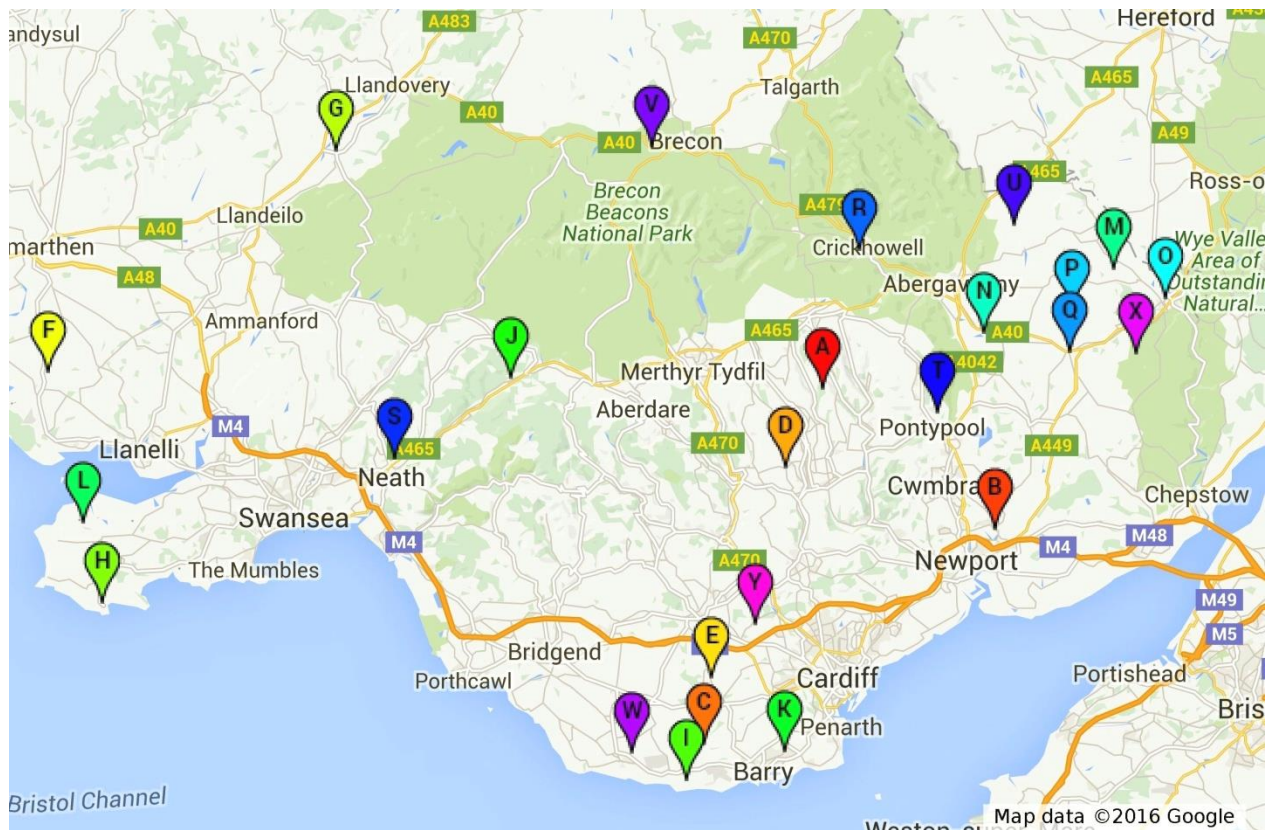 andysul
A483
A470
Hereford
Llandovery
A465
Talgarth
G
A40
V
A40
Brecon
A49
A465
U
Ross-o
Llandeilo
Brecon
Beacons
National Park
A479
R
M
A40
marthen
Crickhowell
Wye Valle
Area of
Outstandin
Natural...
P
O
A48
Abergav
ny
N
F
Ammanford
J
A465
A
A40
Q
X
Merthyr Tydfil
T
4042
Aberdare
S
M4
A465
D
Pontypool
Llanelli
A470
A449
Neath
L
Cwmbra
B
Chepstow
Swansea
M4
M48
M4
H
The Mumbles
A470
Newport
Y
M49
M5
E
Bridgend
Porthcawl
Cardiff
Portishead
W
C
K
Penarth
Bris
I
Barry
Bristol Channel
Map data ©2016 Google